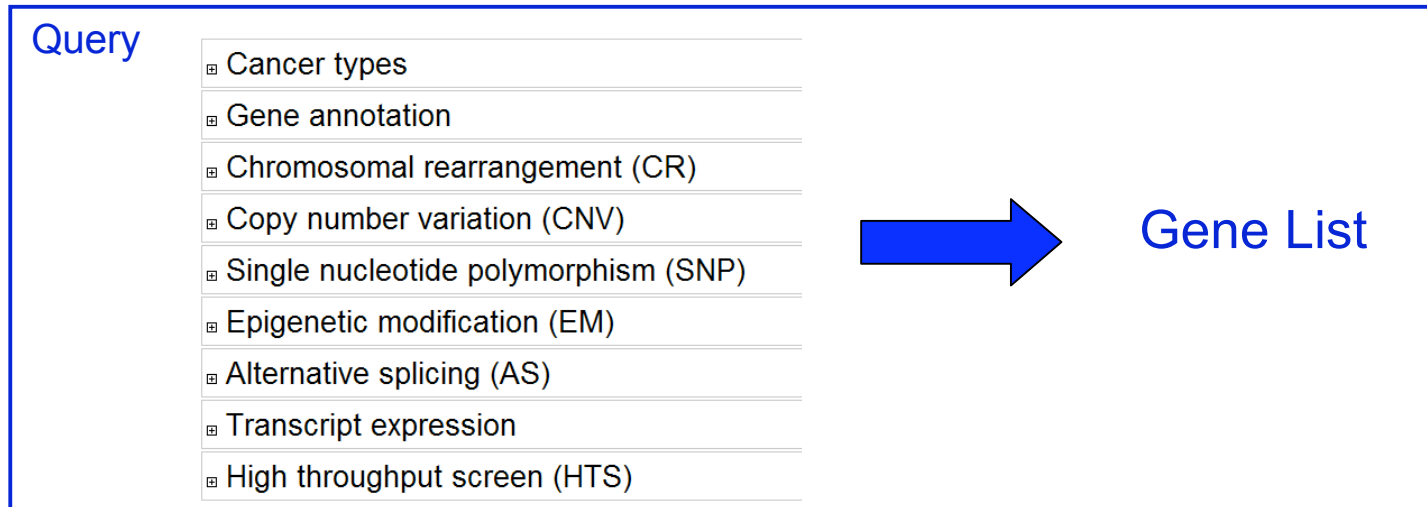 Query
Cancer types
Gene annotation
Chromosomal rearrangement (CR)
Copy number variation (CNV)
Single nucleotide polymorphism (SNP)
Epigenetic modification (EM)
Alternative splicing (AS)
Transcript expression
High throughput screen (HTS)
Gene List